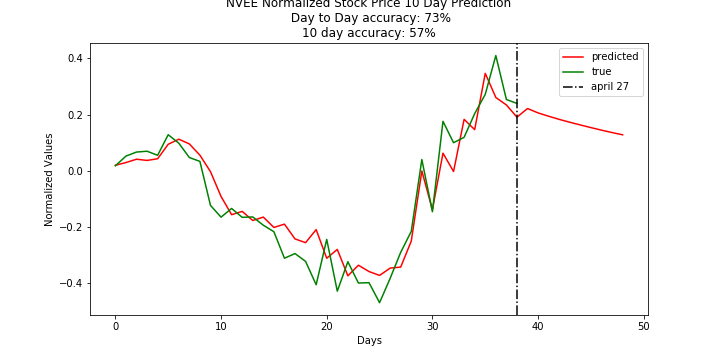 NVEE Normalized Stock Price 10 Day Prediction
Day to Day accuracy: 73%
10 day accuracy: 57%
0.4
0.2
0.0
−0.2
−0.4
Normalized Values
predicted
true
april 27
0 10 20 30 40 50
Days